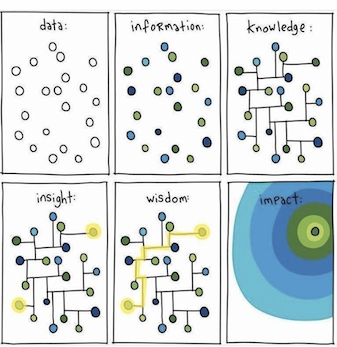 data:
information:
knowledge:
insight:
wisdom:
impact: